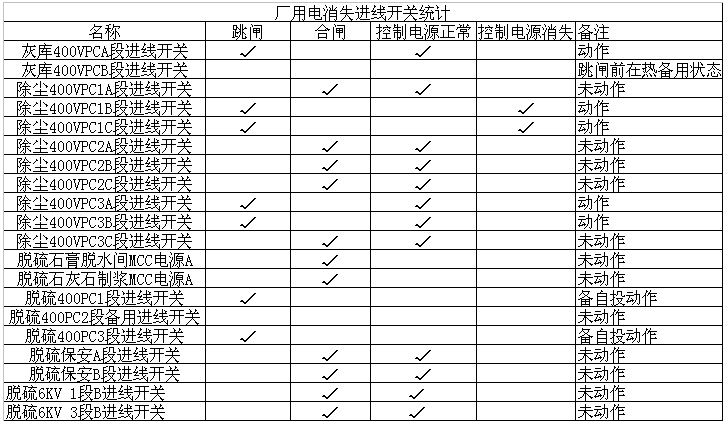 厂用电消失进线开关统计
名称 跳闸 合闸 控制电源正常 控制电源消失 备注
灰库400VPCA段进线开关 ✓ ✓ 动作
灰库400VPCB段进线开关 跳闸前在热备用状态
除尘400VPC1A段进线开关 ✓ ✓ 未动作
除尘400VPC1B段进线开关 ✓ ✓ 动作
除尘400VPC1C段进线开关 ✓ ✓ 动作
除尘400VPC2A段进线开关 ✓ ✓ 未动作
除尘400VPC2B段进线开关 ✓ ✓ 未动作
除尘400VPC2C段进线开关 ✓ ✓ 未动作
除尘400VPC3A段进线开关 ✓ ✓ 动作
除尘400VPC3B段进线开关 ✓ ✓ 动作
除尘400VPC3C段进线开关 ✓ ✓ 未动作
脱硫石膏脱水间MCC电源A ✓ 未动作
脱硫石灰石制浆MCC电源A ✓ 未动作
脱硫400PC1段进线开关 ✓ 备自投动作
脱硫400PC2段备用进线开关 未动作
脱硫400PC3段进线开关 ✓ 备自投动作
脱硫保安A段进线开关 ✓ ✓ 未动作
脱硫保安B段进线开关 ✓ ✓ 未动作
脱硫6KV 1段B进线开关 ✓ ✓ 未动作
脱硫6KV 3段B进线开关 ✓ ✓ 未动作